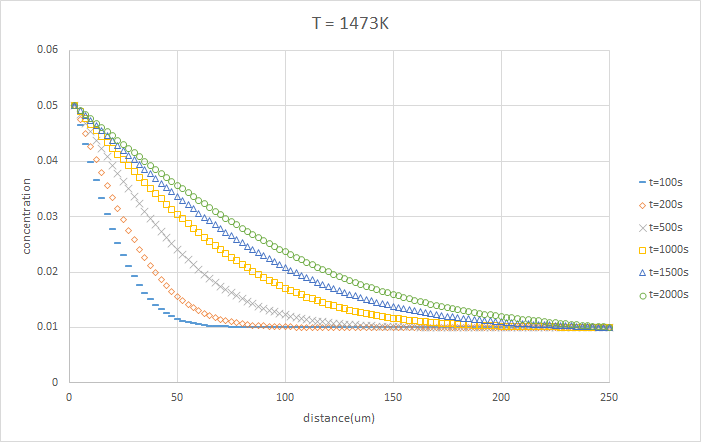 T = 1473K
0.06
0.05
0.04
0.03
0.02
0.01
0
concentration
0
50
100
150
200
250
distance(um)
t=100s
t=200s
t=500s
t=1000s
t=1500s
t=2000s